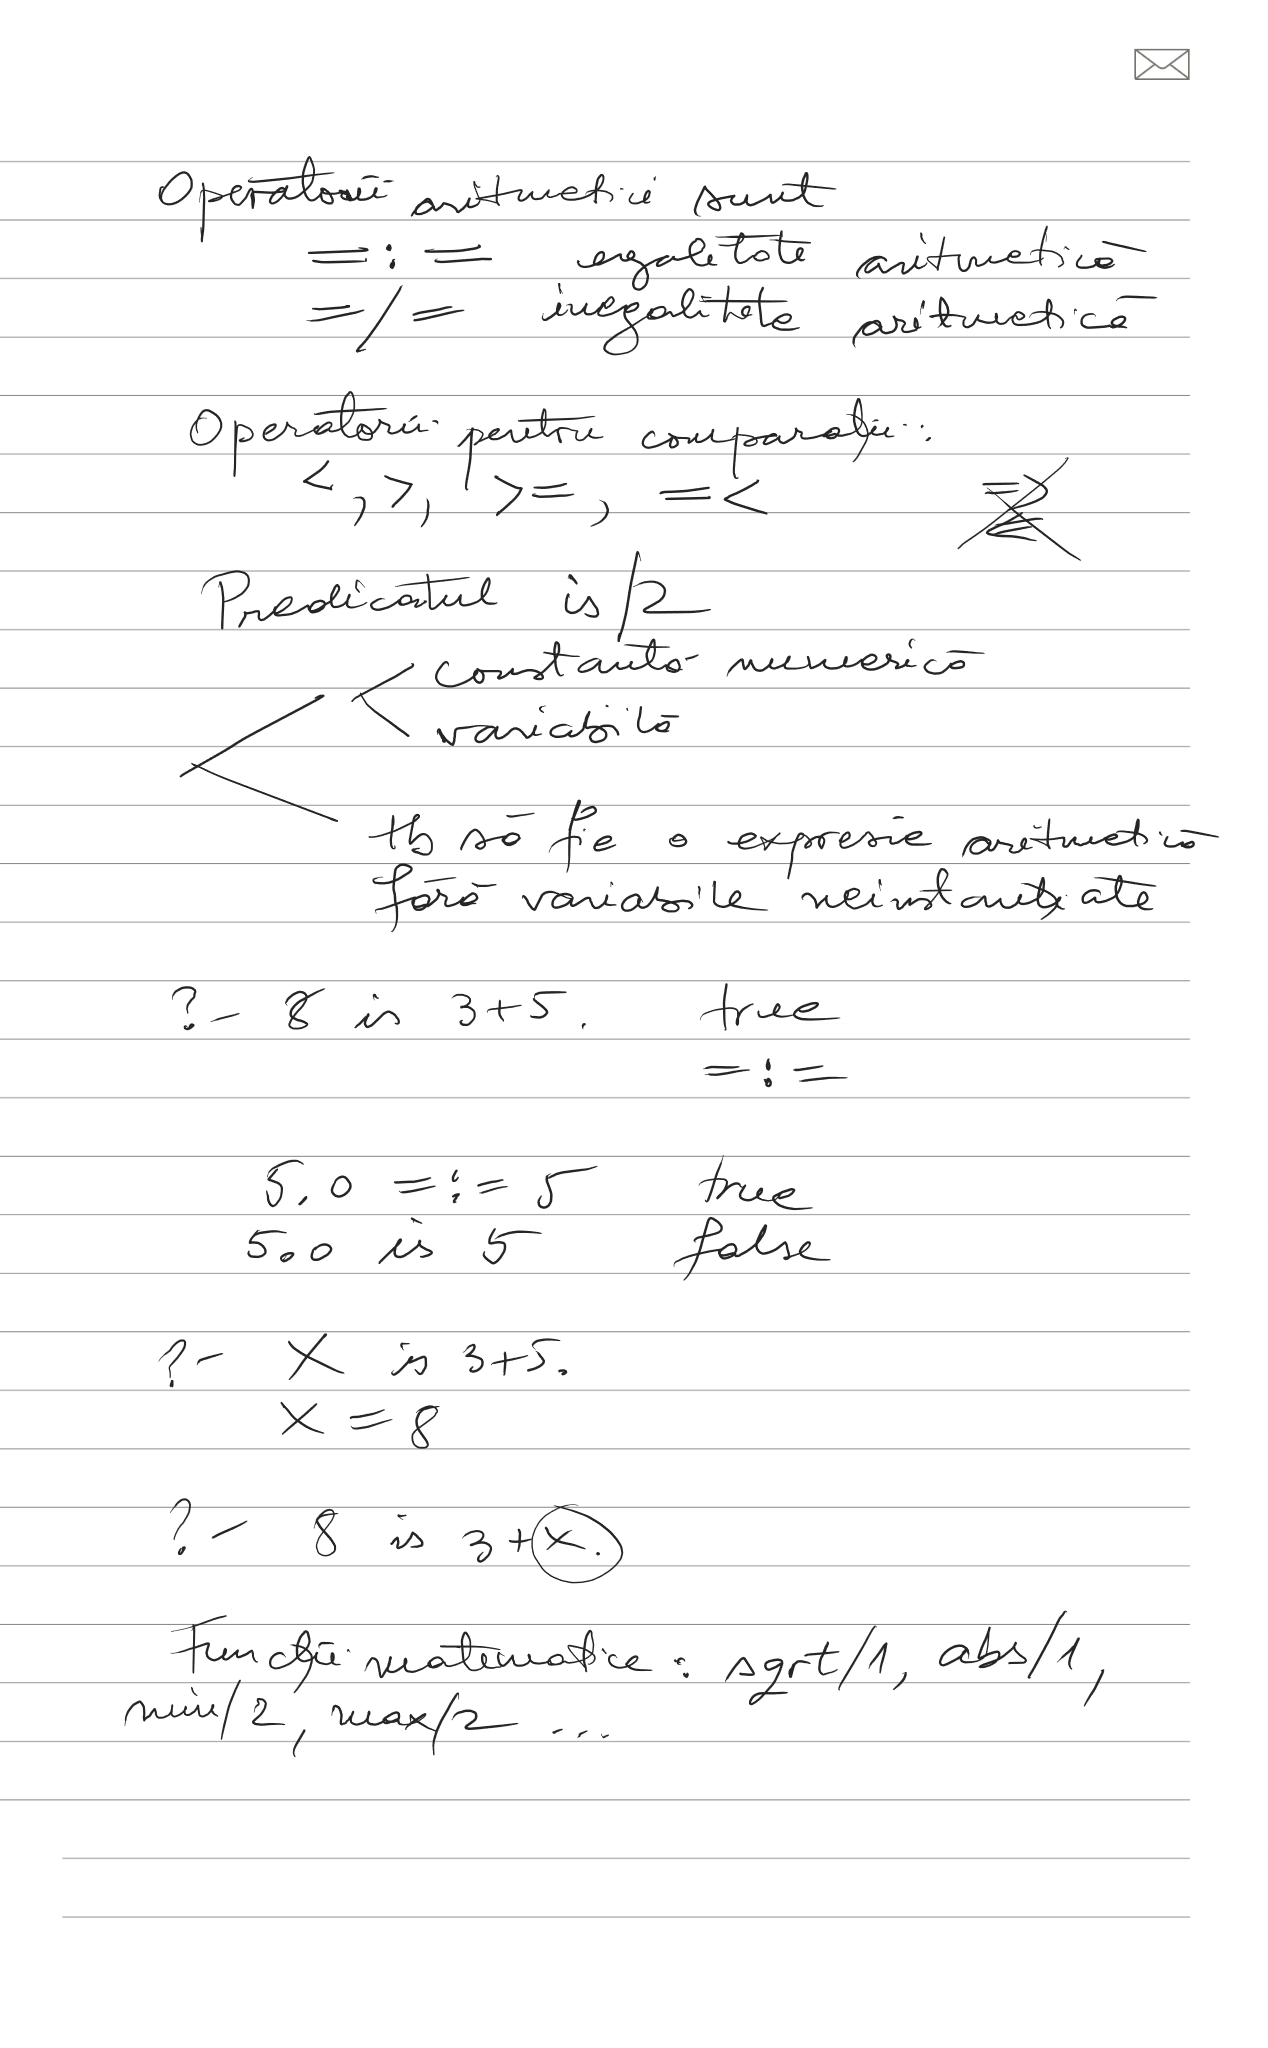 Operatorii aritmetici sunt
=:= egalitate aritmetică
=/= inegalitate aritmetică
Operatorii pentru comparații:
<, >, >=, =<
Predicatul is/2
constantă numerică
variabilă
tb să fie o expresie aritmetică
fără variabile neinstanțiate
?- 8 is 3+5. true
=:=
5.0 =:= 5 true
5.0 is 5 false
?- X is 3+5.
X = 8
?- 8 is 3+X.
Funcții matematice: sqrt/1, abs/1,
min/2, max/2 ...